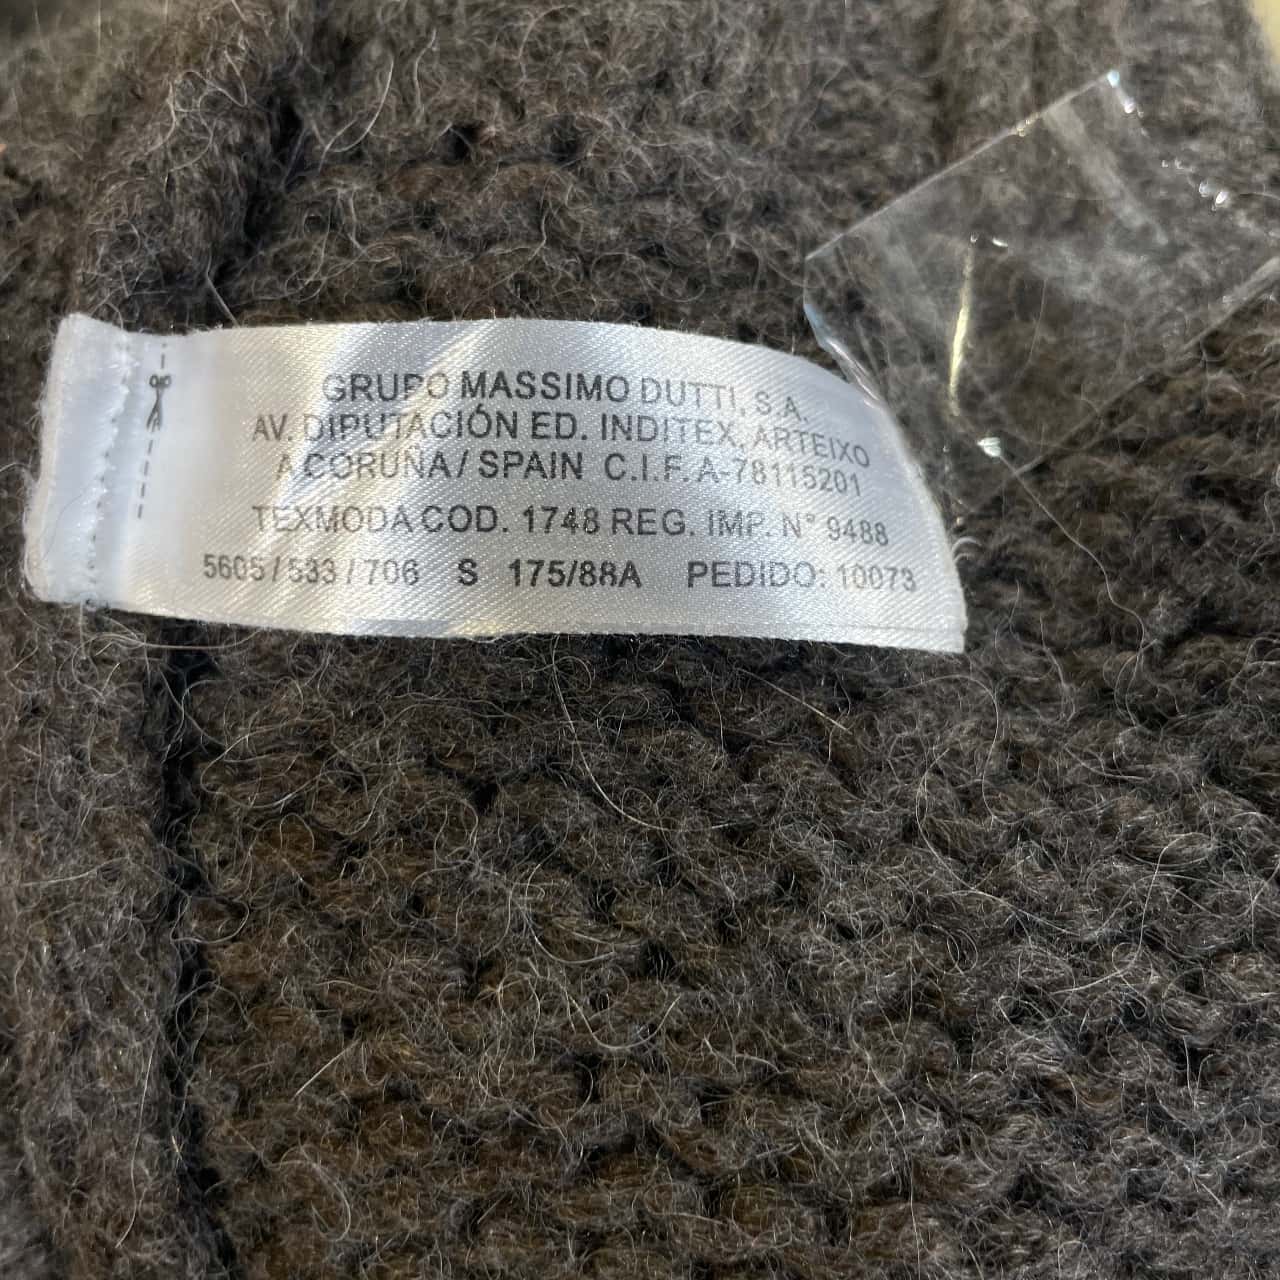 GRUPO MASSIMO DUTTI, S.A.
AV. DIPUTACIÓN ED. INDITEX, ARTEIXO
A CORUÑA / SPAIN C.I.F. A-78115201
TEXMODA COD. 1748 REG. IMP. N° 9488
5605 / 533 / 706 S 175/88A PEDIDO: 10073